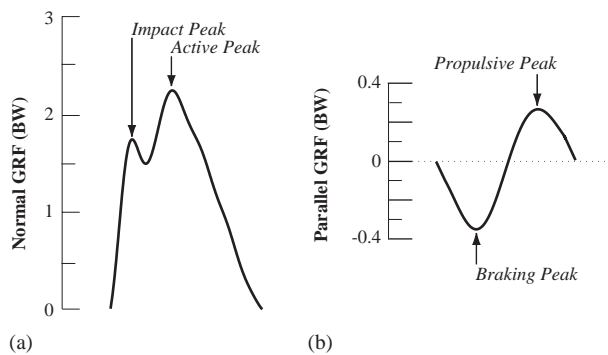 3
Impact Peak
Active Peak
2
1
0
Normal GRF (BW)
(a)
Propulsive Peak
0.4
0
-0.4
Parallel GRF (BW)
Braking Peak
(b)